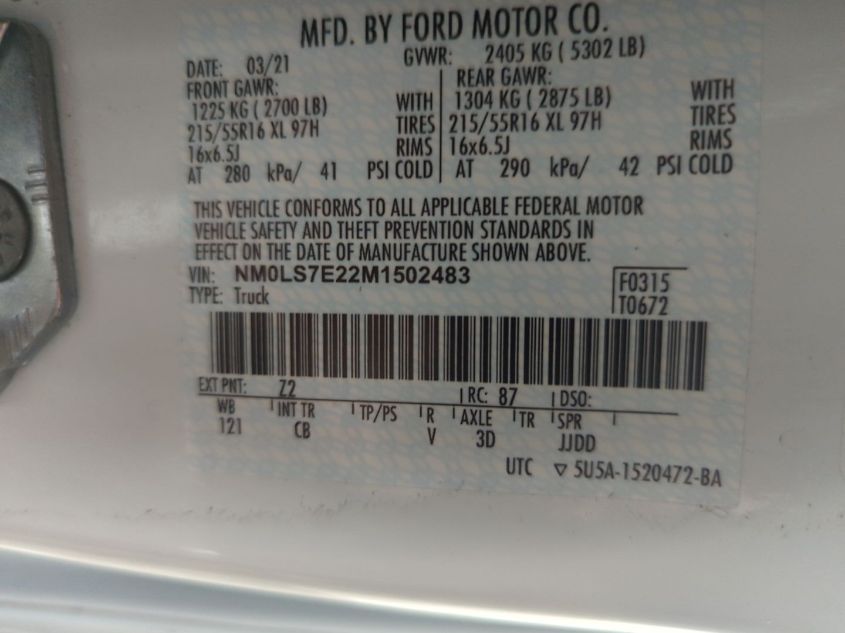 MFD. BY FORD MOTOR CO.
DATE: 03/21 GVWR: 2405 KG ( 5302 LB)
FRONT GAWR: REAR GAWR:
1225 KG ( 2700 LB) WITH 1304 KG ( 2875 LB) WITH
215/55R16 XL 97H TIRES 215/55R16 XL 97H TIRES
16x6.5J RIMS 16x6.5J RIMS
AT 280 kPa/ 41 PSI COLD AT 290 kPa/ 42 PSI COLD
THIS VEHICLE CONFORMS TO ALL APPLICABLE FEDERAL MOTOR
VEHICLE SAFETY AND THEFT PREVENTION STANDARDS IN
EFFECT ON THE DATE OF MANUFACTURE SHOWN ABOVE.
VIN: NM0LS7E22M1502483 F0315
TYPE: Truck T0672
EXT PNT: Z2 RC: 87 DSO:
WB INT TR TP/PS R AXLE TR SPR
121 CB V 3D JJDD
UTC ▽ 5U5A-1520472-BA